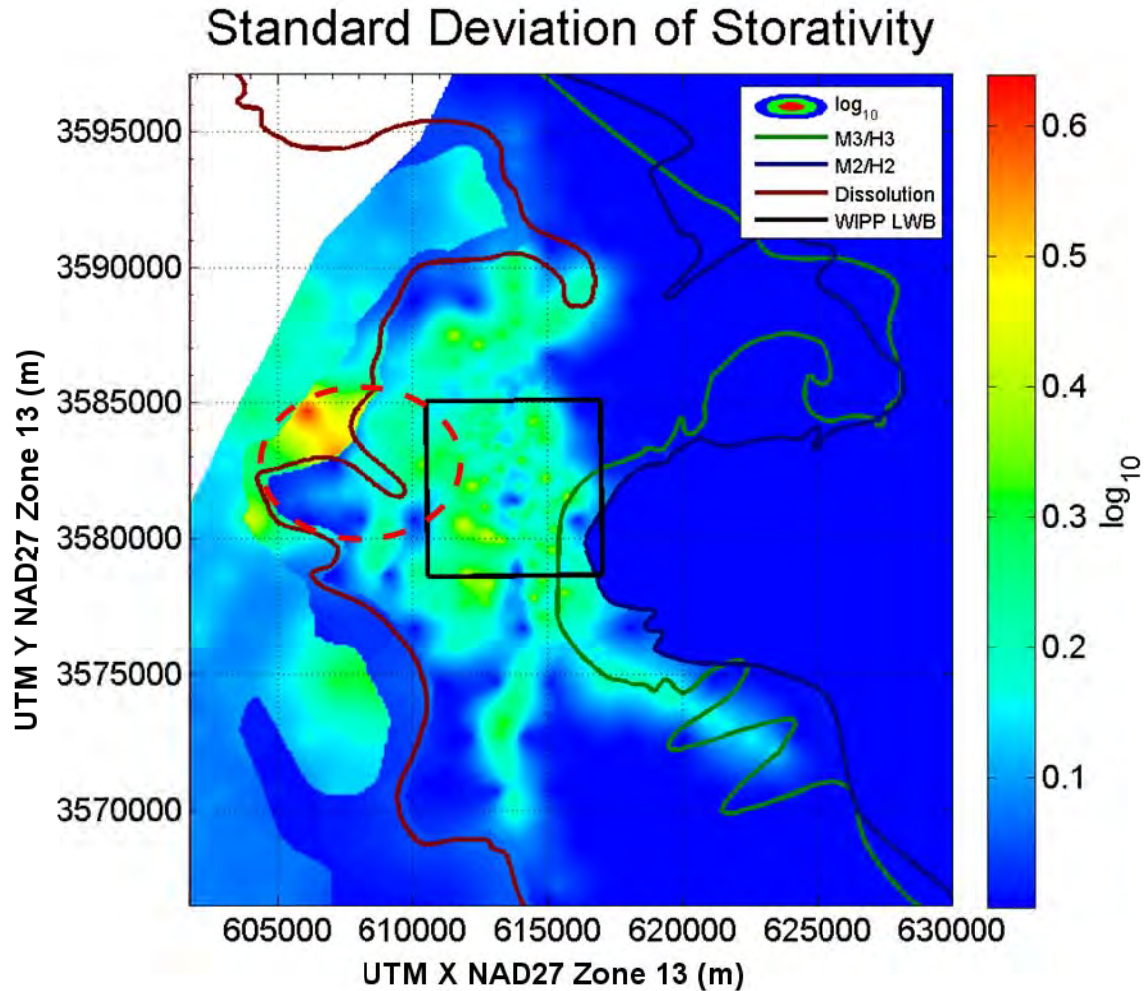 Standard Deviation of Storativity
log10
M3/H3
M2/H2
Dissolution
WIPP LWB
3595000
3590000
3585000
3580000
3575000
3570000
UTM Y NAD27 Zone 13 (m)
605000 610000 615000 620000 625000 630000
UTM X NAD27 Zone 13 (m)
0.6
0.5
0.4
0.3
0.2
0.1
log10